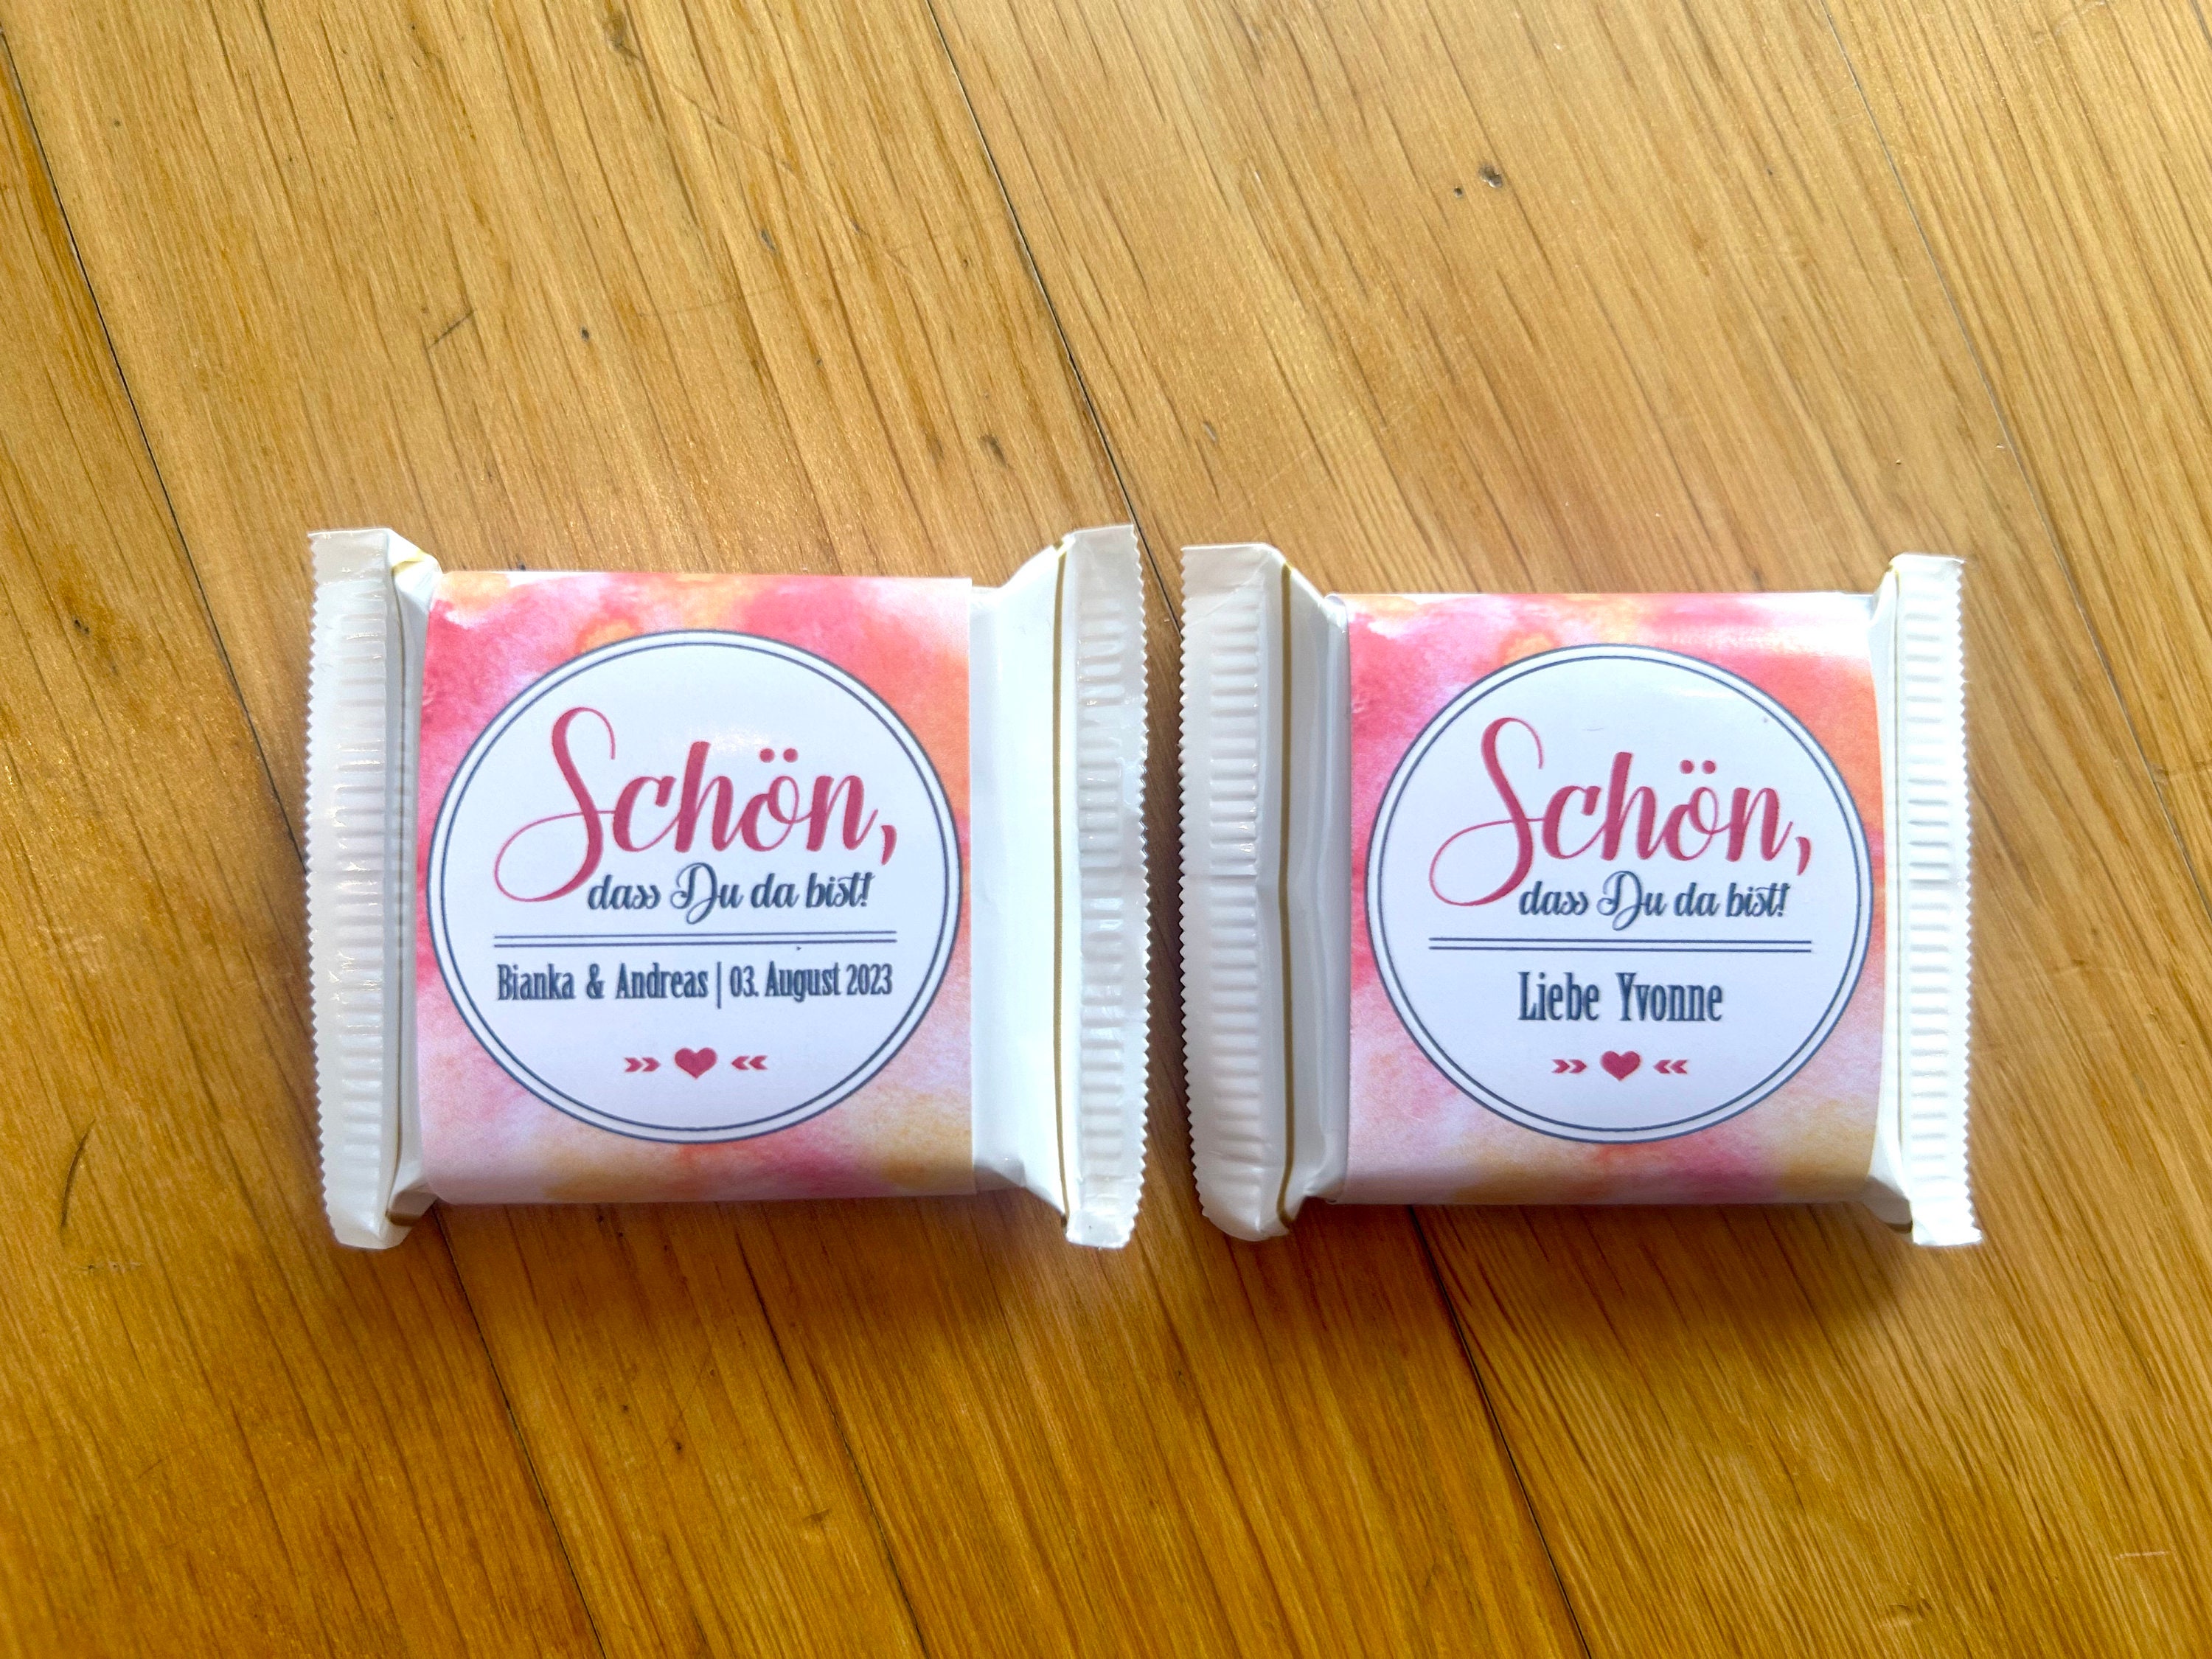 Schön,
dass Du da bist!
Bianka & Andreas | 03. August 2023
Schön,
dass Du da bist!
Liebe Yvonne